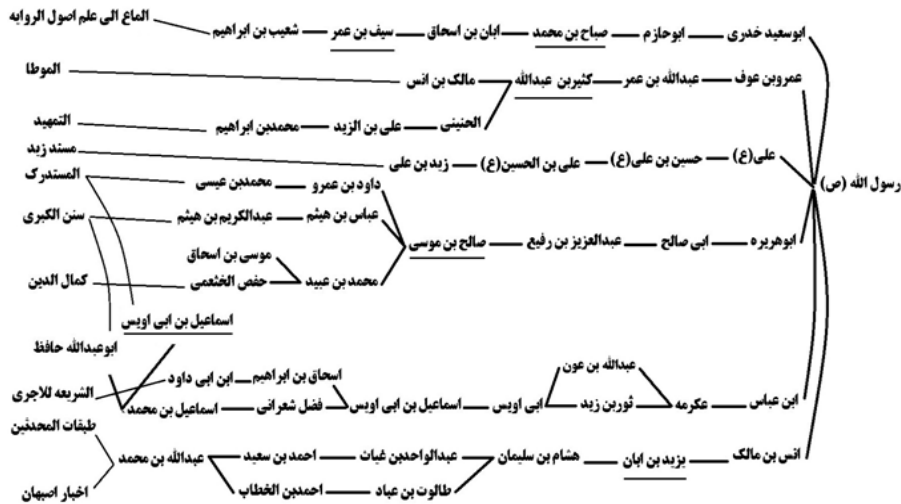 ابوسعید خدری ابوحازم صباح بن محمد ابان بن اسحاق سیف بن عمر شعیب بن ابراهیم الماع الی علم اصول الروایه
عمروبن عوف عبدالله بن عمر کثیربن عبدالله مالک بن انس الموطا
الحنینی علی بن الزید محمدبن ابراهیم التمهید
علی(ع) حسین بن علی(ع) علی بن الحسین(ع) زید بن علی مسند زید
رسول الله (ص) داود بن عمرو محمدبن عیسی المستدرک
عباس بن هیثم عبدالکریم بن هیثم سنن الکبری
ابوهریره ابی صالح عبدالعزیز بن رفیع صالح بن موسی
موسی بن اسحاق
محمد بن عبید حفص الخثعمی کمال الدین
اسماعیل بن ابی اویس
ابوعبدالله حافظ
عبدالله بن عون اسحاق بن ابراهیم ابن ابی داود الشریعه للاجری
ابن عباس عکرمه ثوربن زید ابی اویس اسماعیل بن ابی اویس فضل شعرانی اسماعیل بن محمد
طبقات المحدثین
انس بن مالک یزید بن ابان هشام بن سلیمان عبدالواحدبن غیاث احمد بن سعید عبدالله بن محمد
طالوت بن عباد احمدبن الخطاب اخبار اصبهان